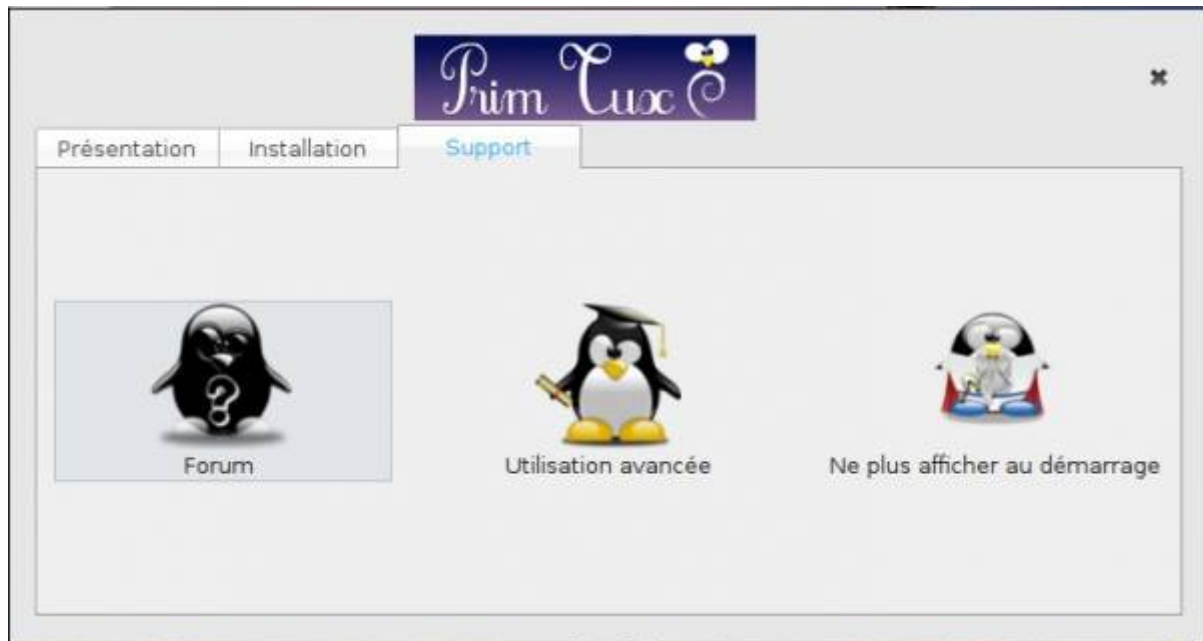 Prim Tux
Présentation
Installation
Support
Forum
Utilisation avancée
Ne plus afficher au démarrage